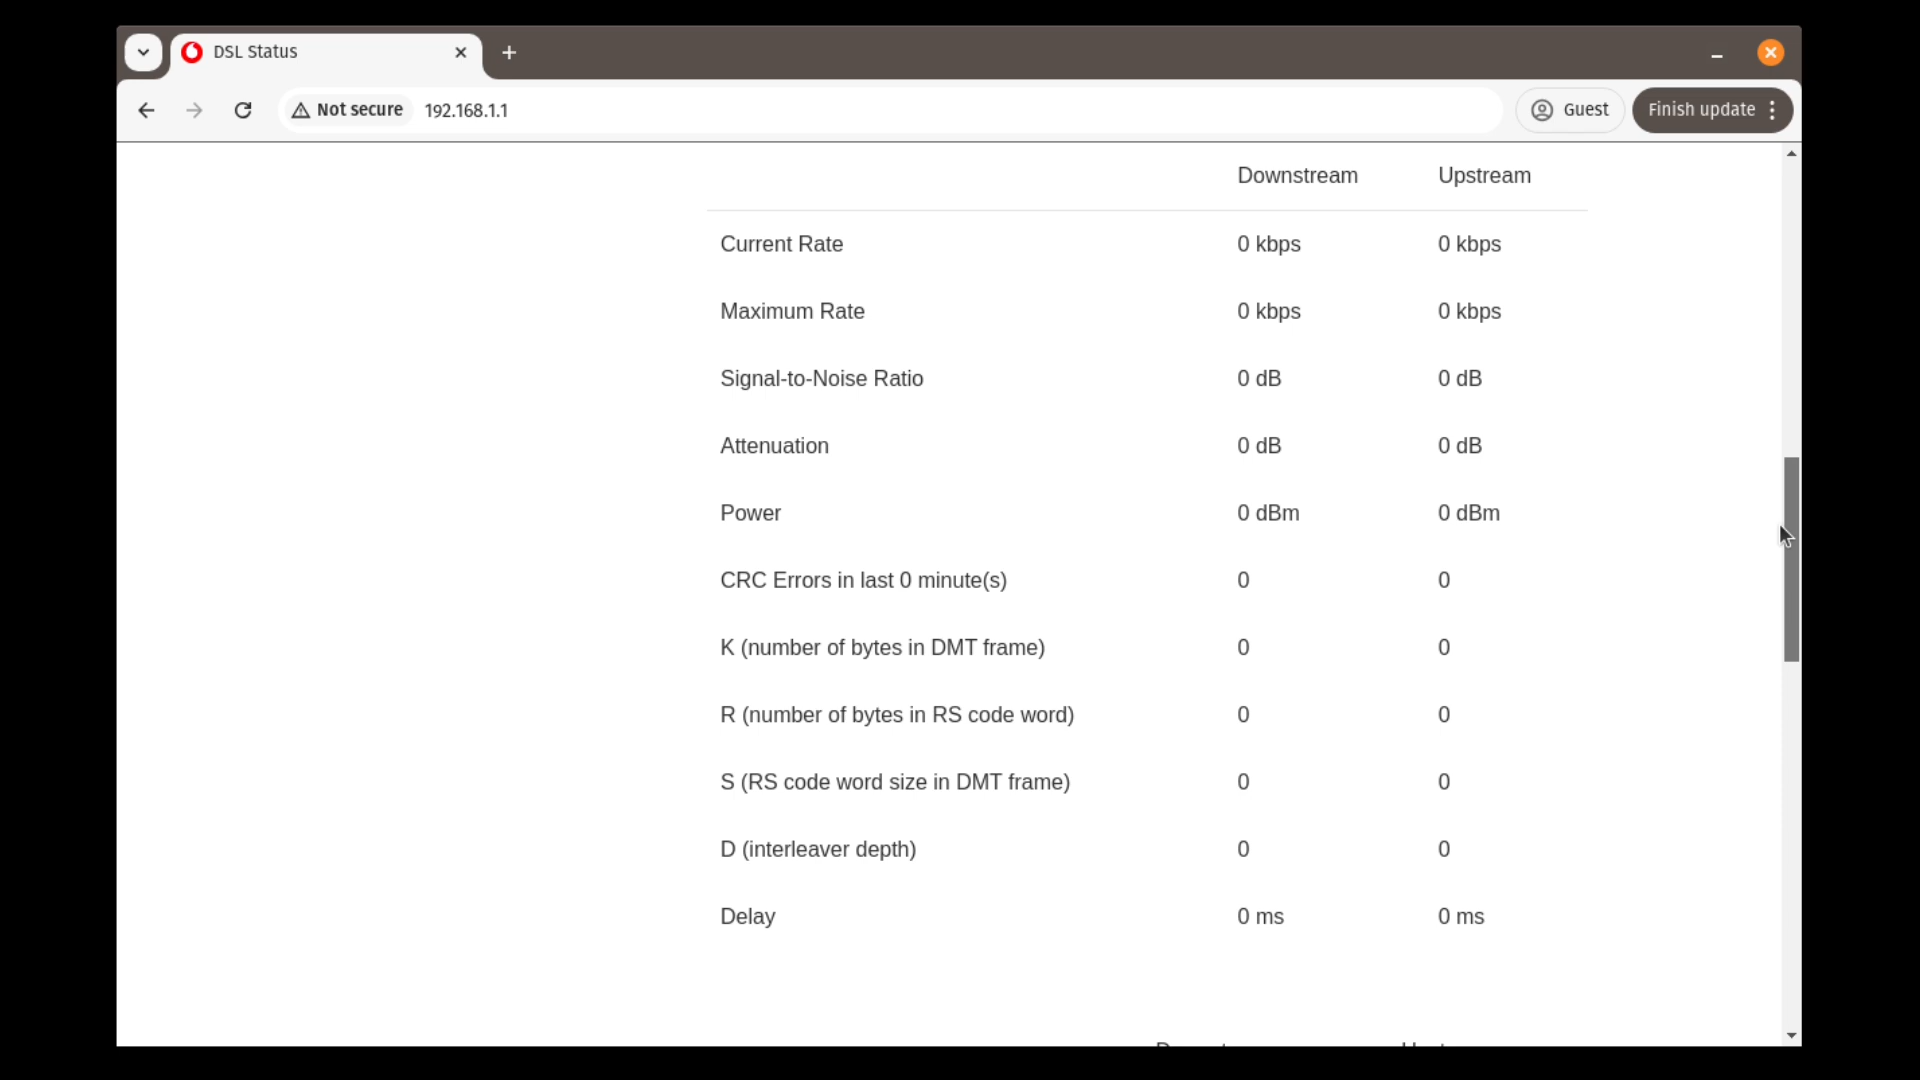 DSL Status
Not secure 192.168.1.1 Guest Finish update
Downstream Upstream
Current Rate 0 kbps 0 kbps
Maximum Rate 0 kbps 0 kbps
Signal-to-Noise Ratio 0 dB 0 dB
Attenuation 0 dB 0 dB
Power 0 dBm 0 dBm
CRC Errors in last 0 minute(s) 0 0
K (number of bytes in DMT frame) 0 0
R (number of bytes in RS code word) 0 0
S (RS code word size in DMT frame) 0 0
D (interleaver depth) 0 0
Delay 0 ms 0 ms